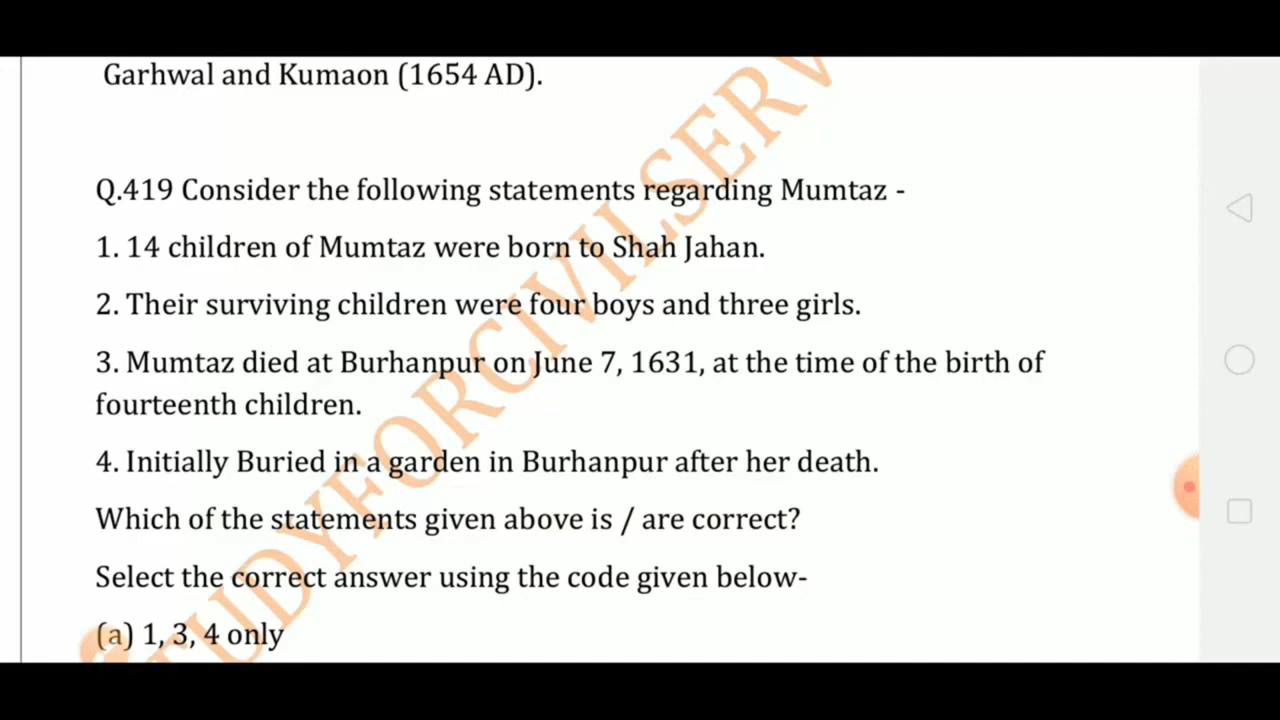 Garhwal and Kumaon (1654 AD).
Q.419 Consider the following statements regarding Mumtaz -
1. 14 children of Mumtaz were born to Shah Jahan.
2. Their surviving children were four boys and three girls.
3. Mumtaz died at Burhanpur on June 7, 1631, at the time of the birth of
fourteenth children.
4. Initially Buried in a garden in Burhanpur after her death.
Which of the statements given above is / are correct?
Select the correct answer using the code given below-
(a) 1, 3, 4 only
STUDYFORCIVILSERV